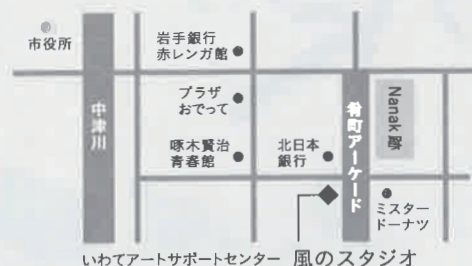 市役所
岩手銀行
赤レンガ館
中津川
プラザ
おでって
啄木賢治
青春館
北日本
銀行
肴町アーケード
Nanak 跡
ミスター
ドーナツ
いわてアートサポートセンター 風のスタジオ